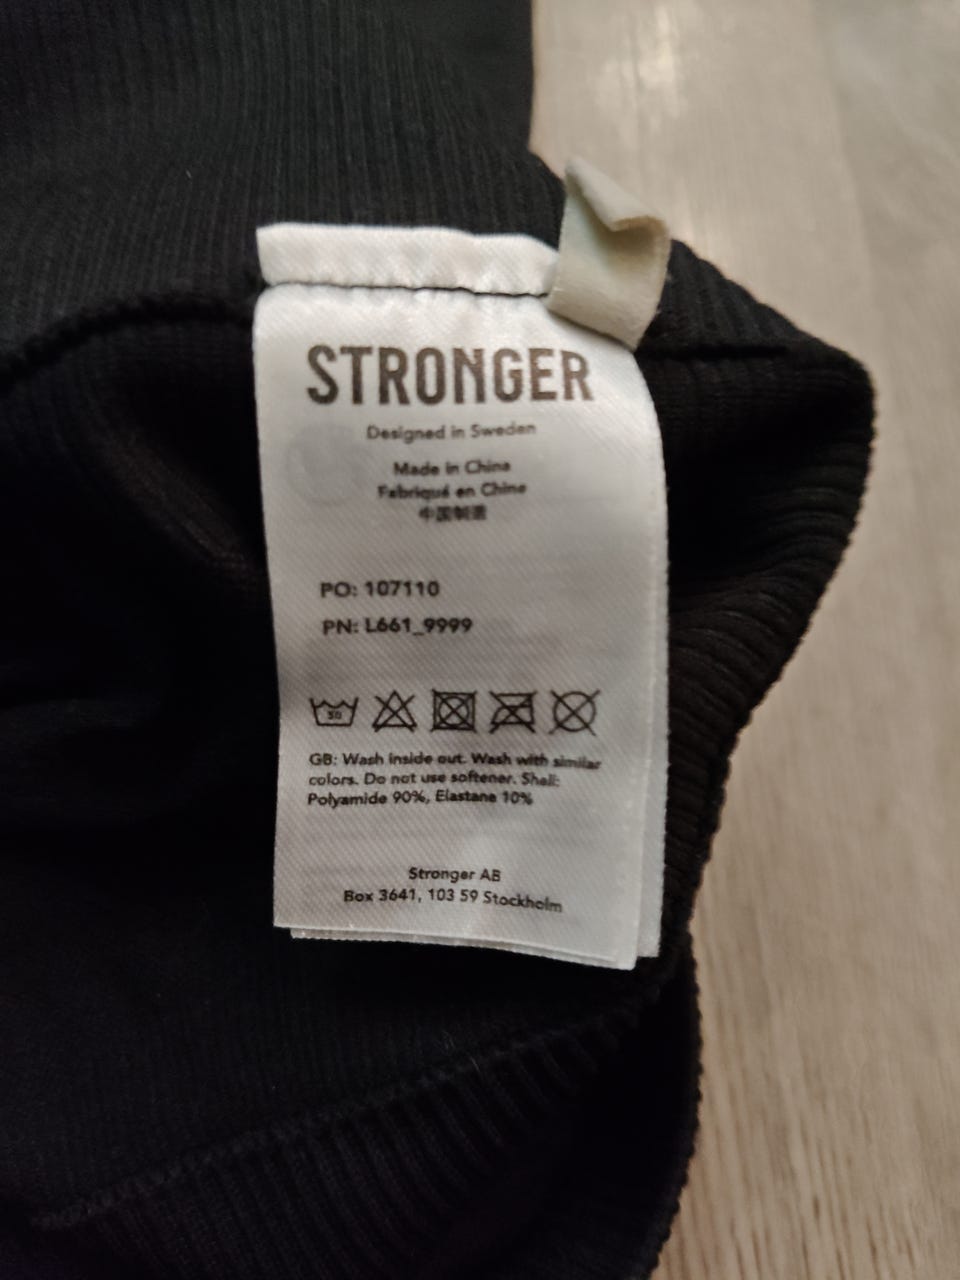 STRONGER
Designed in Sweden
Made in China
Fabriqué en Chine
中国制造
PO: 107110
PN: L661_9999
30
GB: Wash inside out. Wash with similar
colors. Do not use softener. Shell:
Polyamide 90%, Elastane 10%
Stronger AB
Box 3641, 103 59 Stockholm